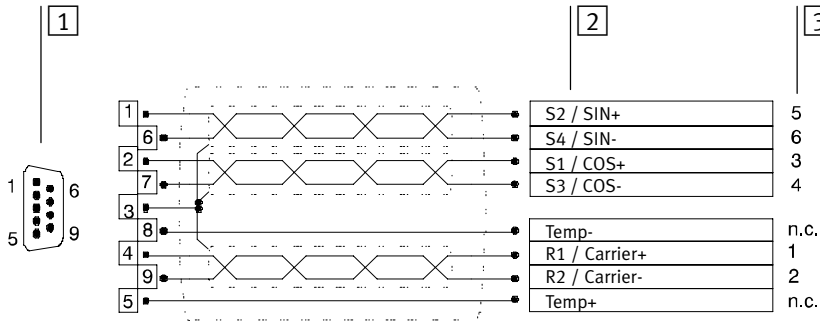 1 2 3
1 S2 / SIN+ 5
6 S4 / SIN- 6
2 S1 / COS+ 3
7 S3 / COS- 4
3
8 Temp- n.c.
4 R1 / Carrier+ 1
9 R2 / Carrier- 2
5 Temp+ n.c.
1 6
5 9